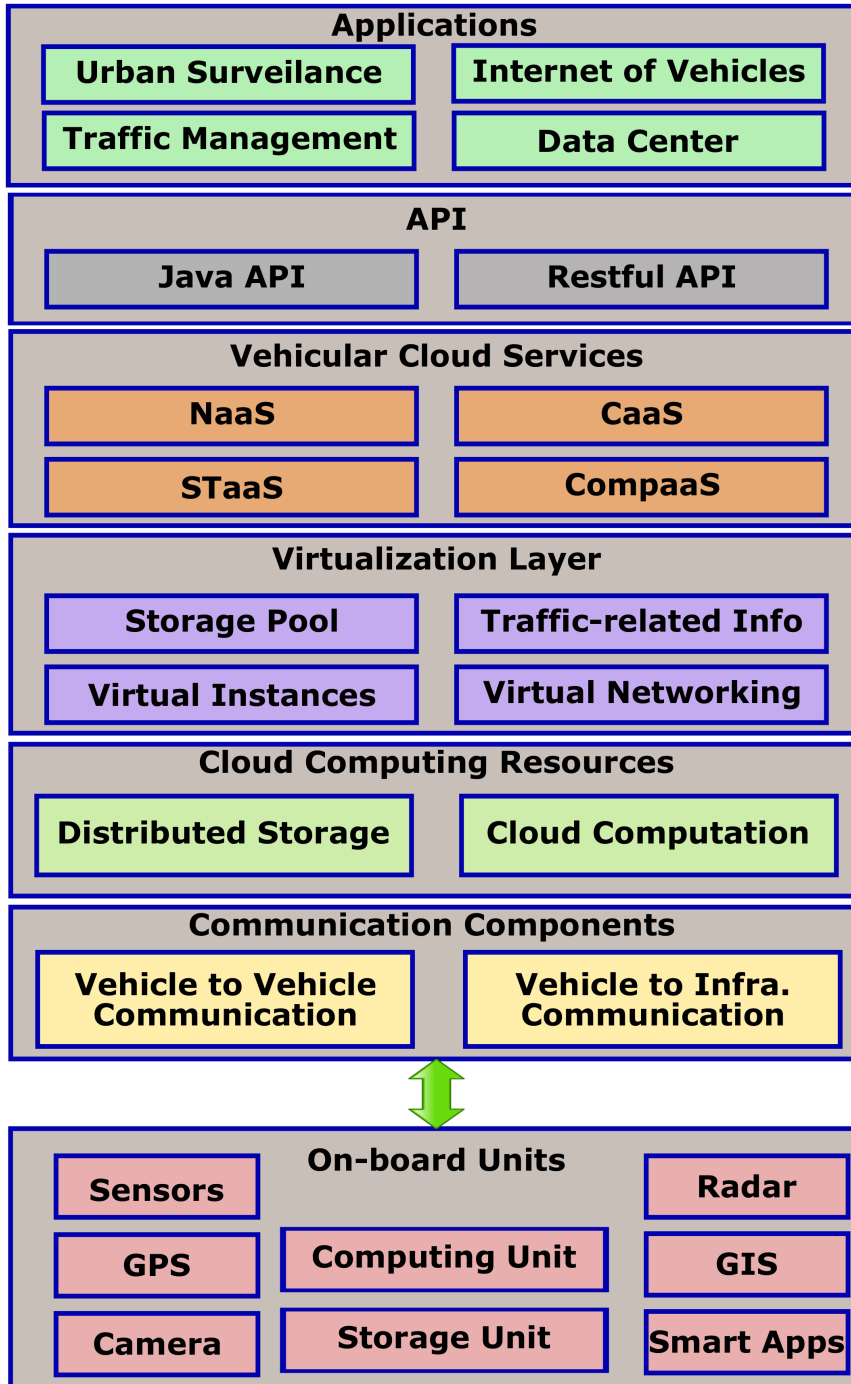 Applications
Urban Surveilance
Internet of Vehicles
Traffic Management
Data Center
API
Java API
Restful API
Vehicular Cloud Services
NaaS
CaaS
STaaS
CompaaS
Virtualization Layer
Storage Pool
Traffic-related Info
Virtual Instances
Virtual Networking
Cloud Computing Resources
Distributed Storage
Cloud Computation
Communication Components
Vehicle to Vehicle
Communication
Vehicle to Infra.
Communication
On-board Units
Sensors
Radar
GPS
Computing Unit
GIS
Camera
Storage Unit
Smart Apps